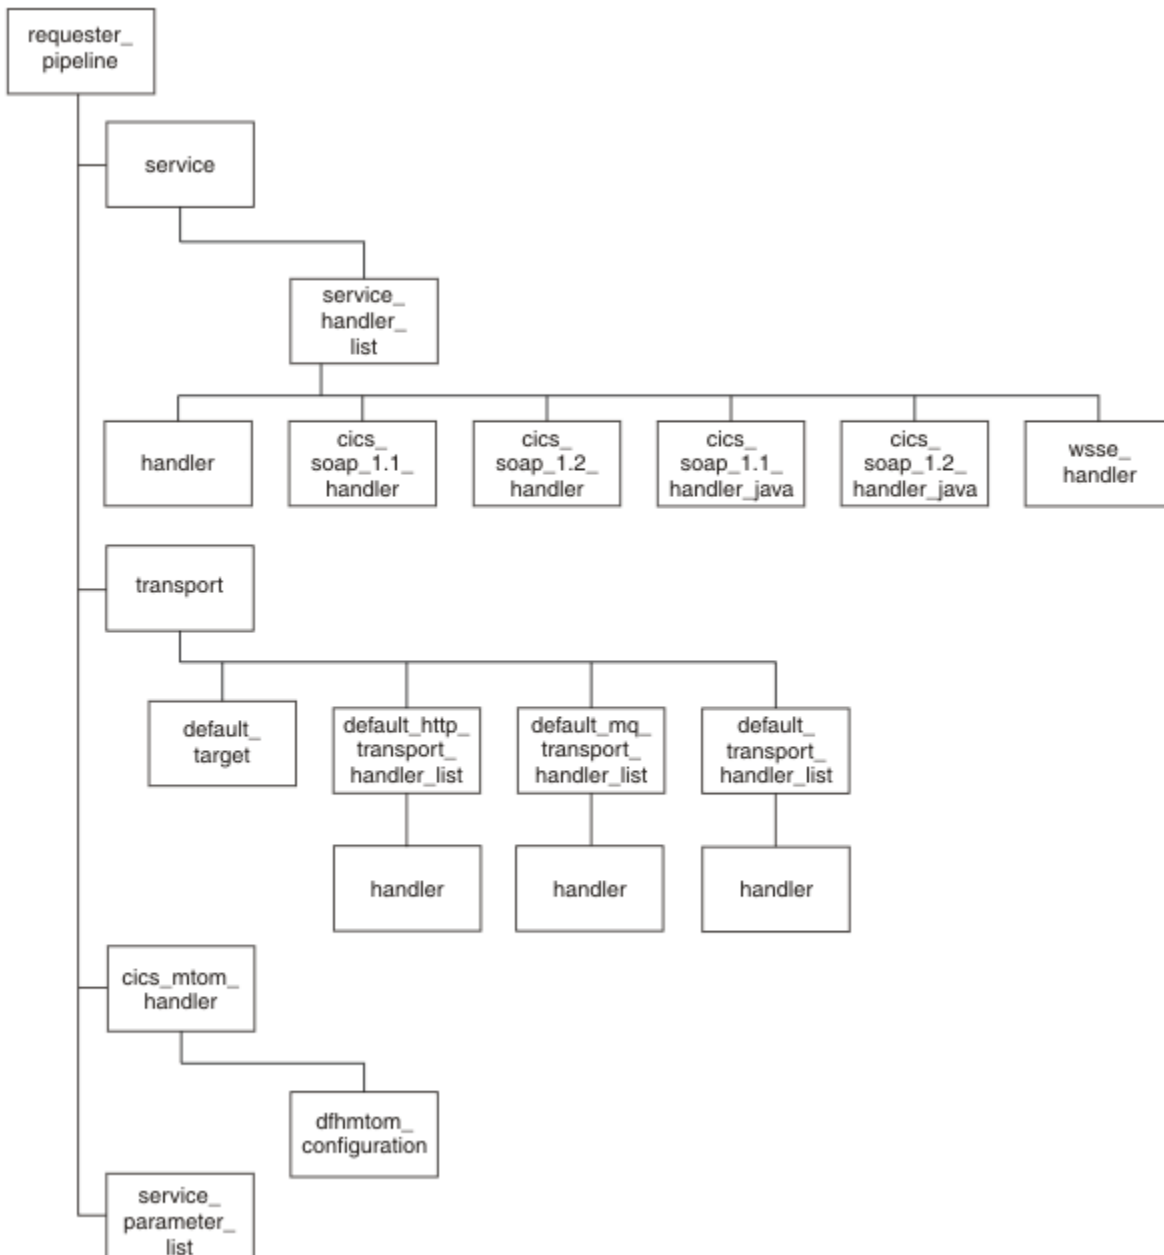 requester_
pipeline
service
service_
handler_
list
handler
cics_
soap_1.1_
handler
cics_
soap_1.2_
handler
cics_
soap_1.1_
handler_java
cics_
soap_1.2_
handler_java
wsse_
handler
transport
default_
target
default_http_
transport_
handler_list
default_mq_
transport_
handler_list
default_
transport_
handler_list
handler
handler
handler
cics_mtom_
handler
dfhmtom_
configuration
service_
parameter_
list